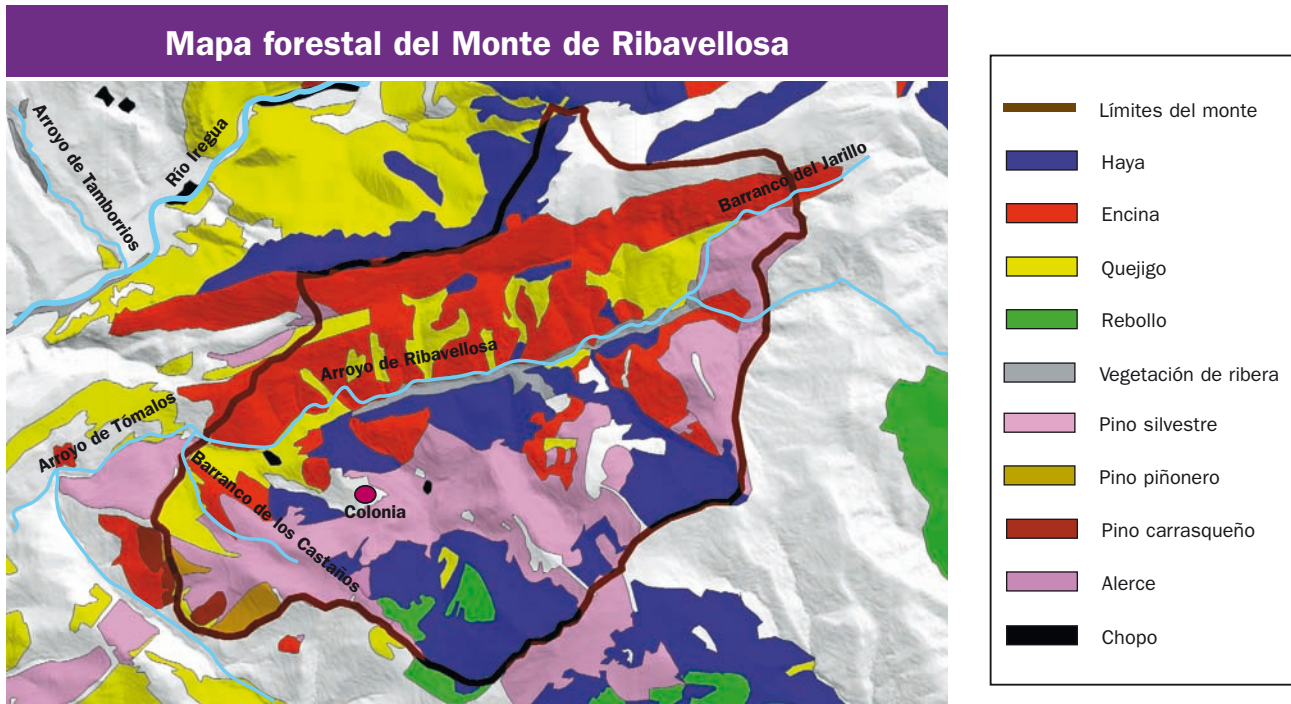 Mapa forestal del Monte de Ribavellosa
Arroyo de Tamborrios
Río Iregua
Barranco del Jarillo
Arroyo de Ribavellosa
Arroyo de Tómalos
Barranco de los Castaños
Colonia
Límites del monte
Haya
Encina
Quejigo
Rebollo
Vegetación de ribera
Pino silvestre
Pino piñonero
Pino carrasqueño
Alerce
Chopo